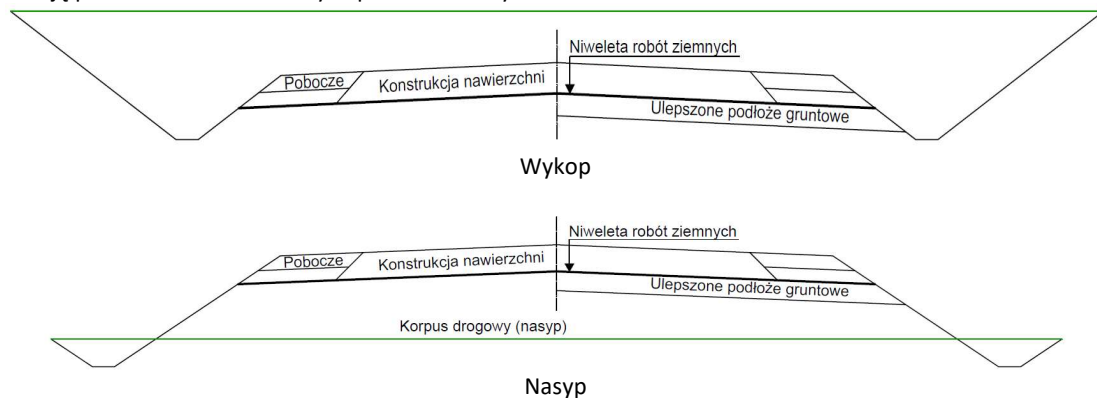 Niweleta robót ziemnych
Pobocze
Konstrukcja nawierzchni
Ulepszone podłoże gruntowe
Wykop
Niweleta robót ziemnych
Pobocze
Konstrukcja nawierzchni
Ulepszone podłoże gruntowe
Korpus drogowy (nasyp)
Nasyp